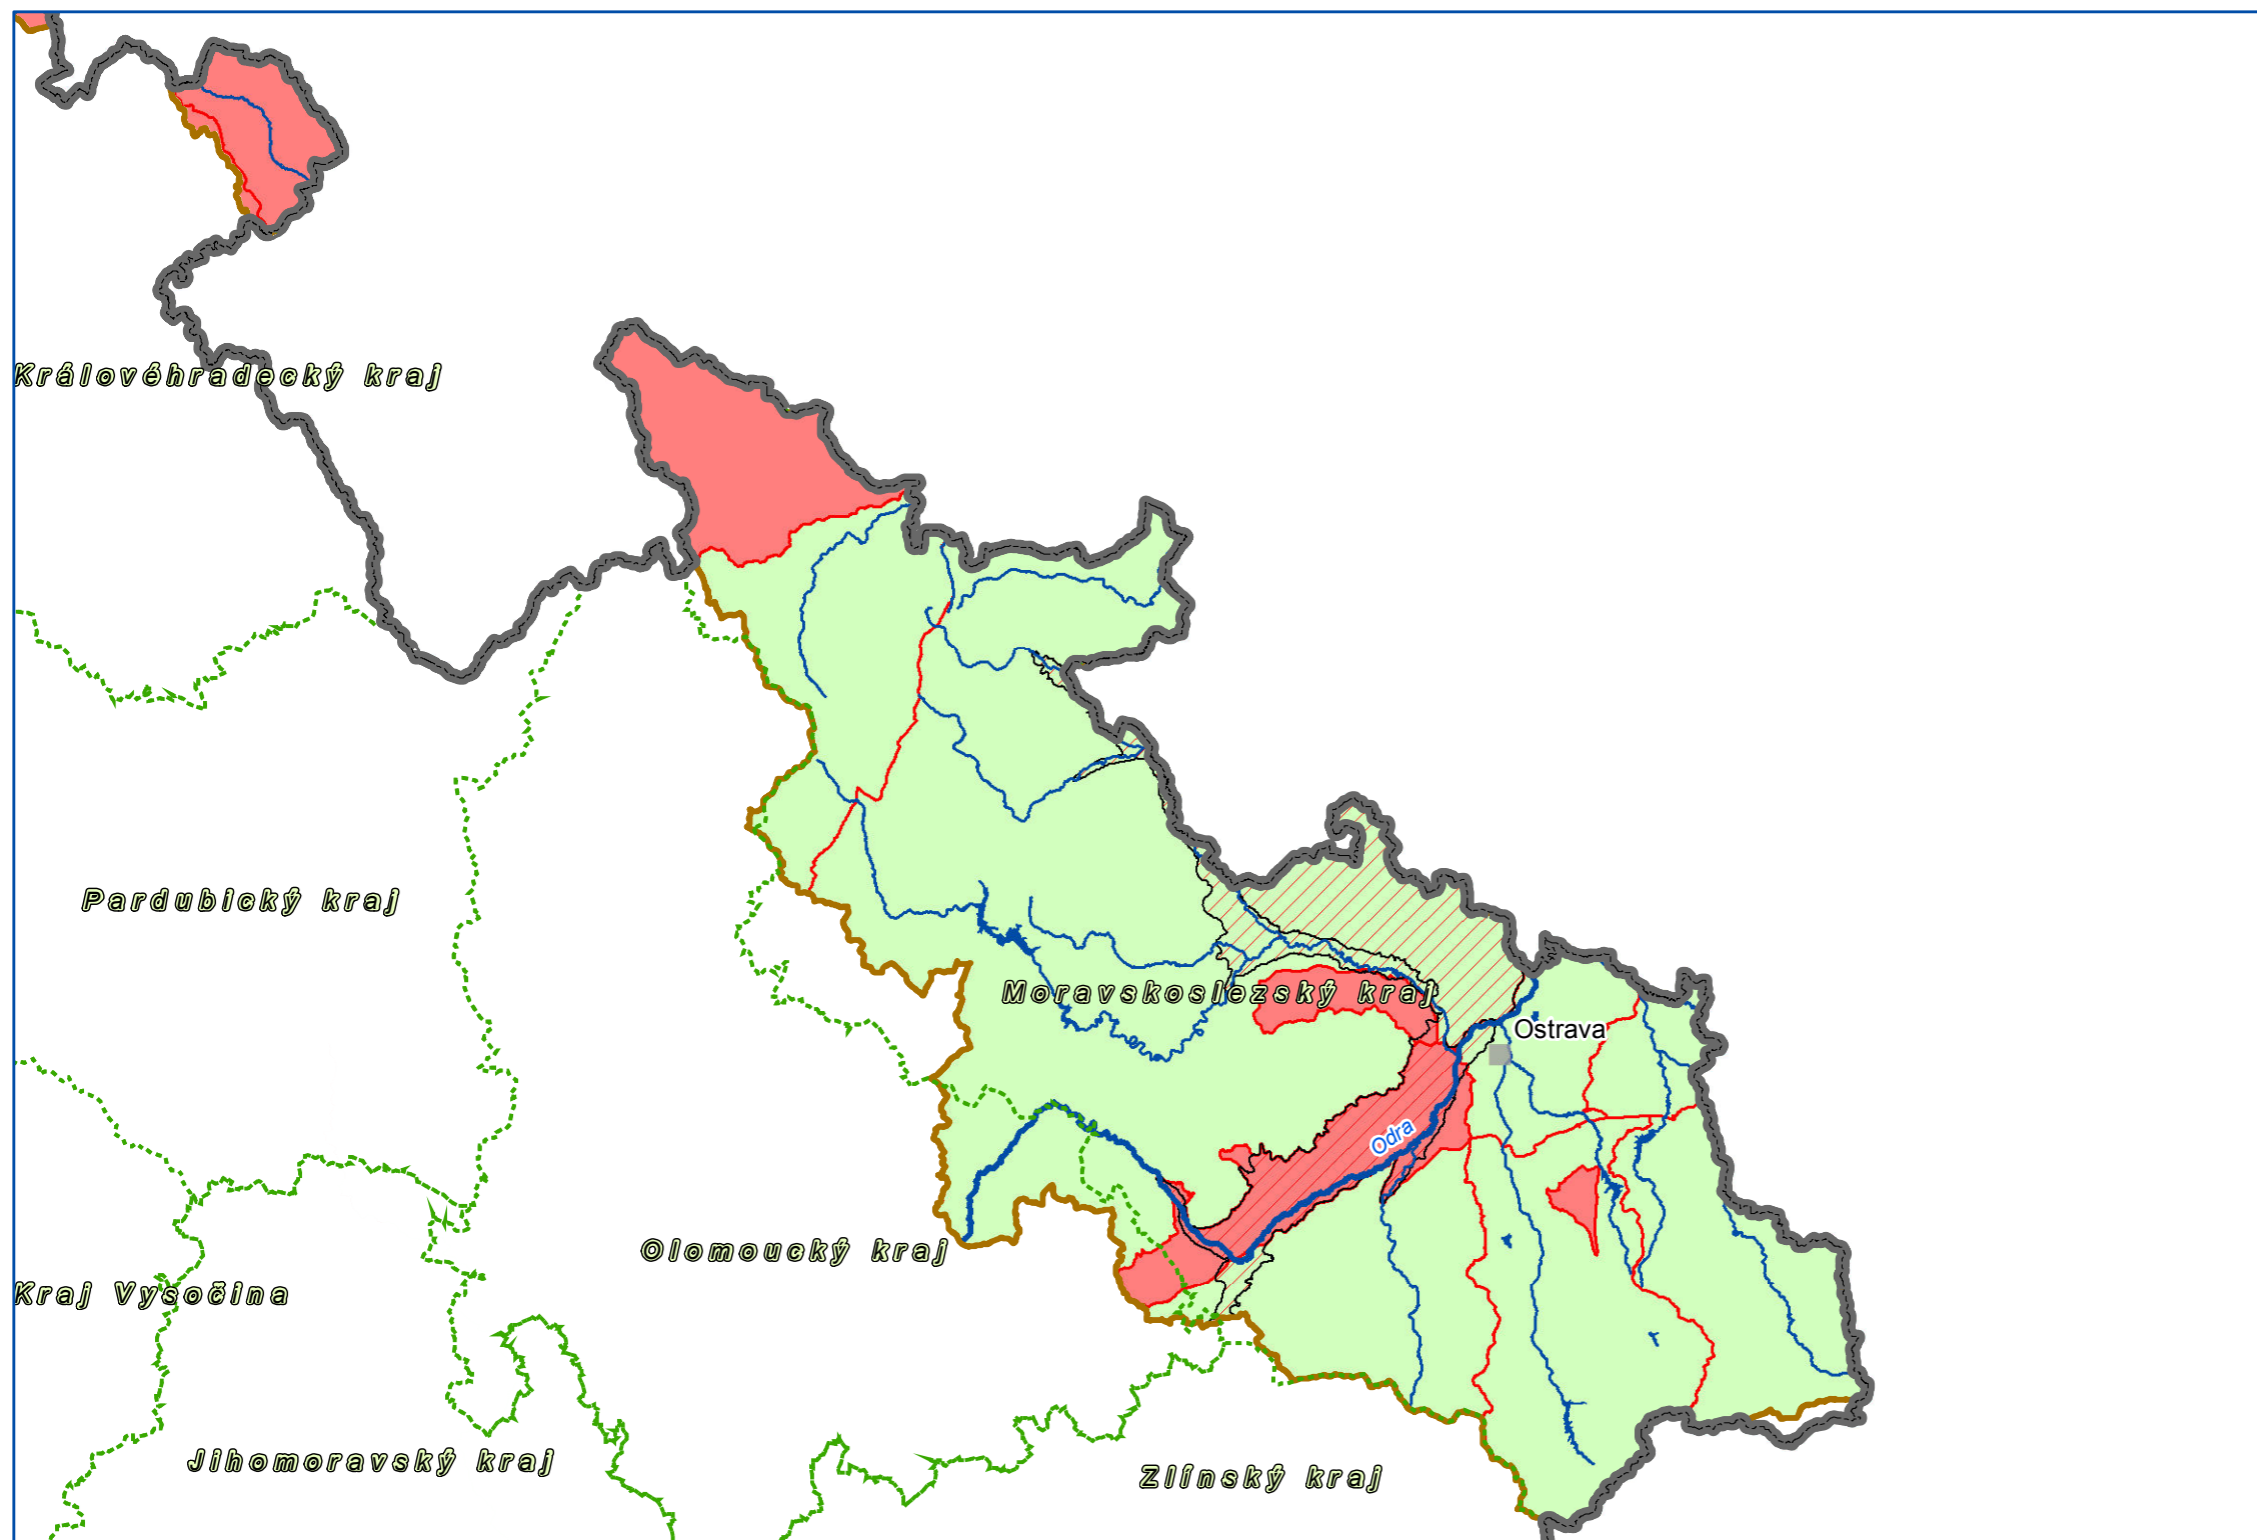 Královéhradecký kraj
Pardubický kraj
Moravskoslezský kraj
Ostrava
Odra
Olomoucký kraj
Kraj Vysočina
Jihomoravský kraj
Zlínský kraj